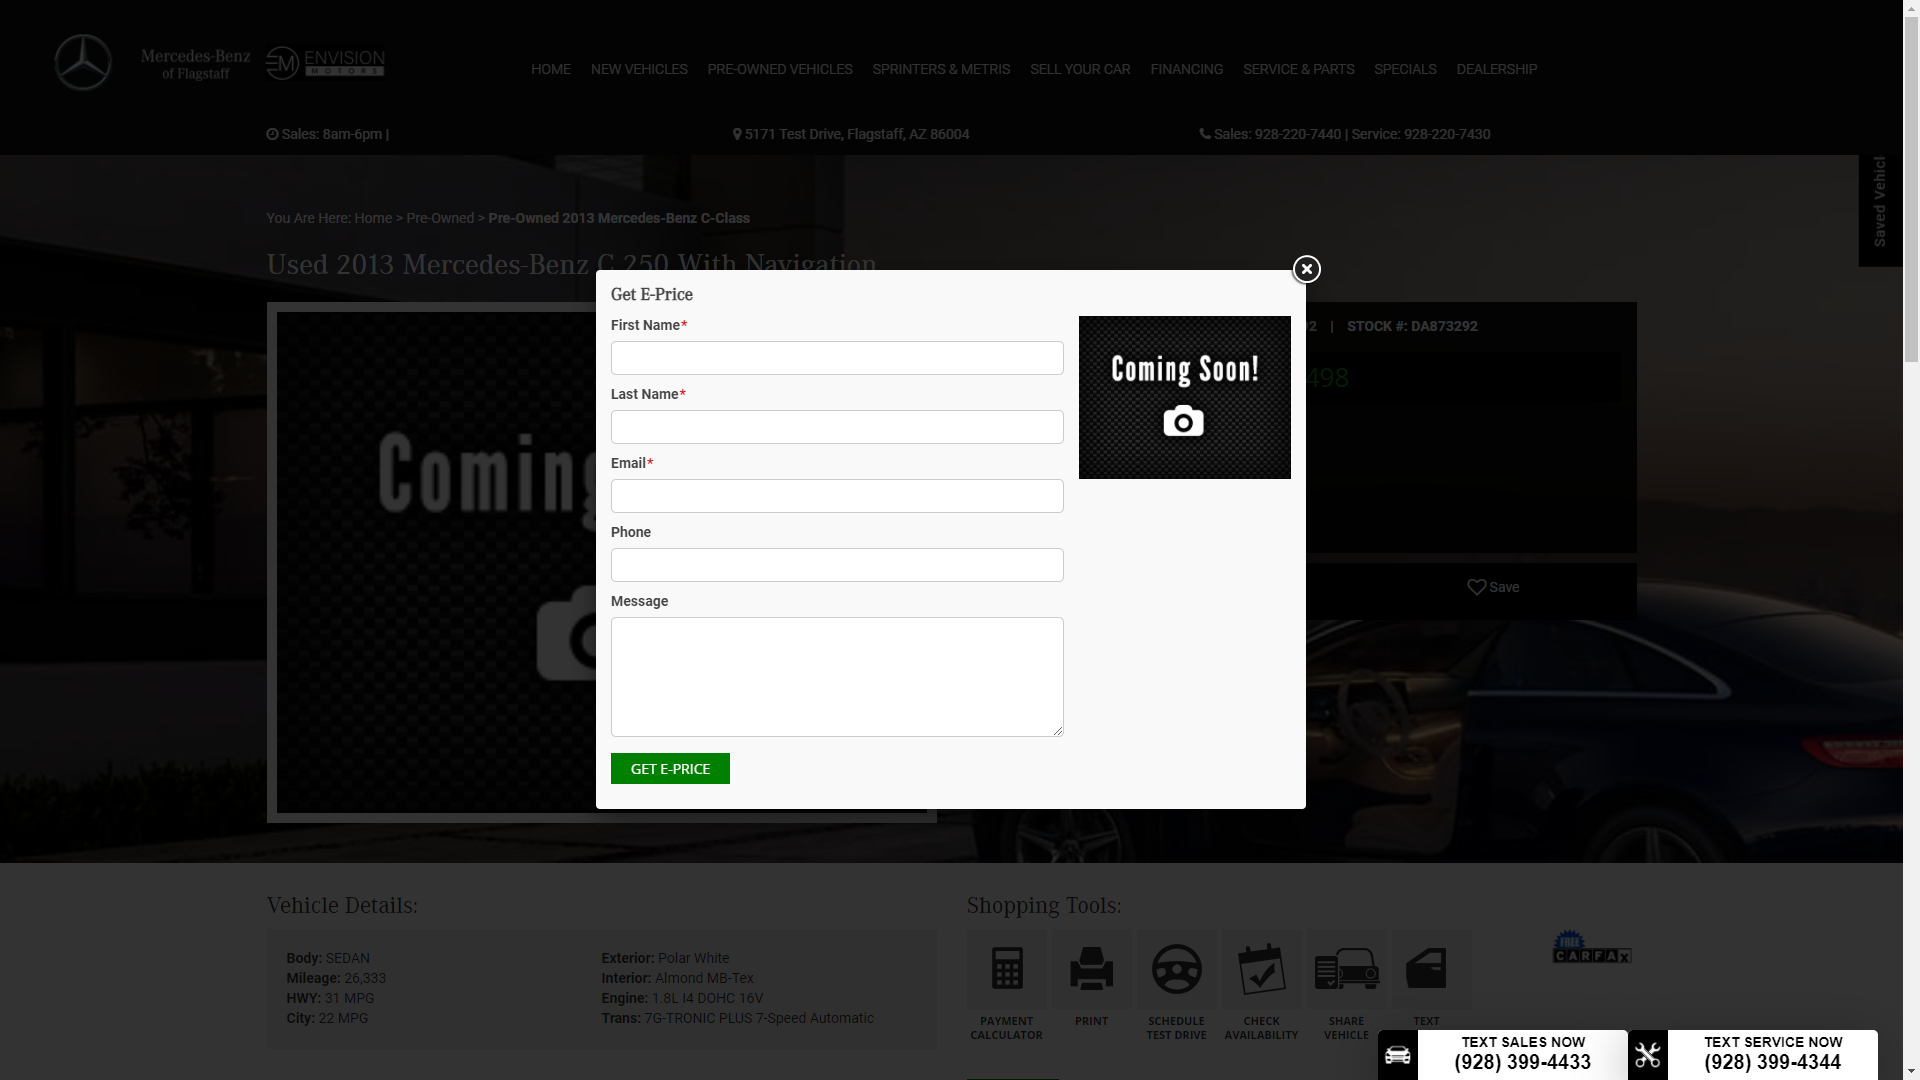 Mercedes-Benz
of Flagstaff
EM ENVISION
MOTORS
HOME NEW VEHICLES PRE-OWNED VEHICLES SPRINTERS & METRIS SELL YOUR CAR FINANCING SERVICE & PARTS SPECIALS DEALERSHIP
Sales: 8am-6pm |
5171 Test Drive, Flagstaff, AZ 86004
Sales: 928-220-7440 | Service: 928-220-7430
Saved Vehicl
You Are Here: Home > Pre-Owned > Pre-Owned 2013 Mercedes-Benz C-Class
Used 2013 Mercedes-Benz C 250 With Navigation
Coming
Get E-Price
First Name*
Last Name*
Email*
Phone
Message
GET E-PRICE
Coming Soon!
2 | STOCK #: DA873292
498
Save
Vehicle Details:
Body: SEDAN
Mileage: 26,333
HWY: 31 MPG
City: 22 MPG
Exterior: Polar White
Interior: Almond MB-Tex
Engine: 1.8L I4 DOHC 16V
Trans: 7G-TRONIC PLUS 7-Speed Automatic
Shopping Tools:
PAYMENT
CALCULATOR
PRINT
SCHEDULE
TEST DRIVE
CHECK
AVAILABILITY
SHARE
VEHICLE
TEXT
FREE
CARFAX
TEXT SALES NOW
(928) 399-4433
TEXT SERVICE NOW
(928) 399-4344